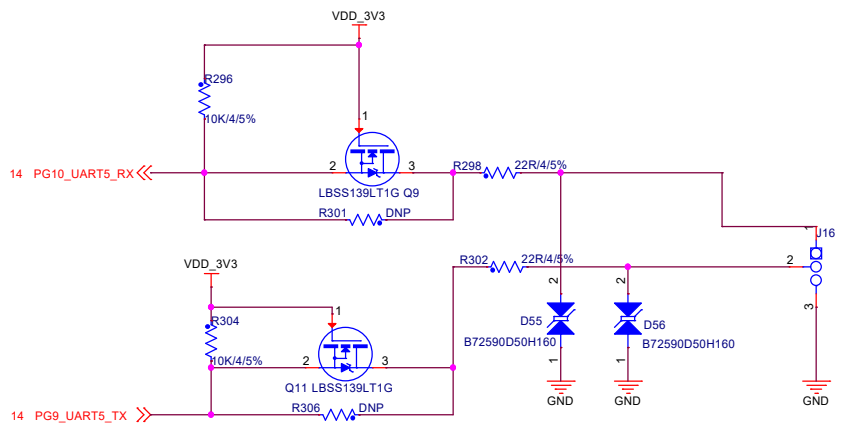 VDD_3V3
R296
10K/4/5%
1
2
3
14 PG10_UART5_RX
LBSS139LT1G Q9
R298
22R/4/5%
R301
DNP
1
J16
VDD_3V3
R302
22R/4/5%
2
1
R304
10K/4/5%
2
3
2
2
3
D55
B72590D50H160
D56
B72590D50H160
1
1
Q11 LBSS139LT1G
GND
GND
GND
14 PG9_UART5_TX
R306
DNP